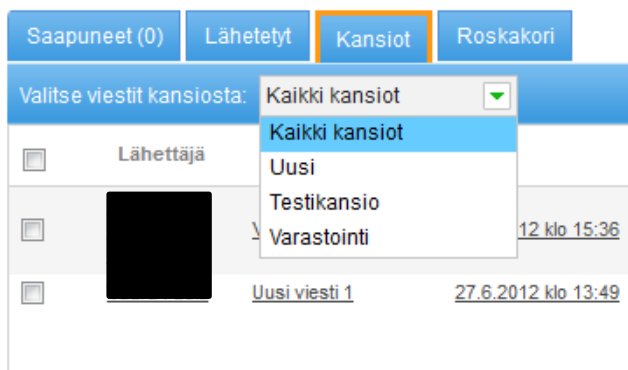 Saapuneet (0) Lähetetyt Kansiot Roskakori
Valitse viestit kansiosta: Kaikki kansiot
Kaikki kansiot
Lähettäjä
Uusi
Testikansio
12 klo 15:36
Varastointi
Uusi viesti 1 27.6.2012 klo 13:49